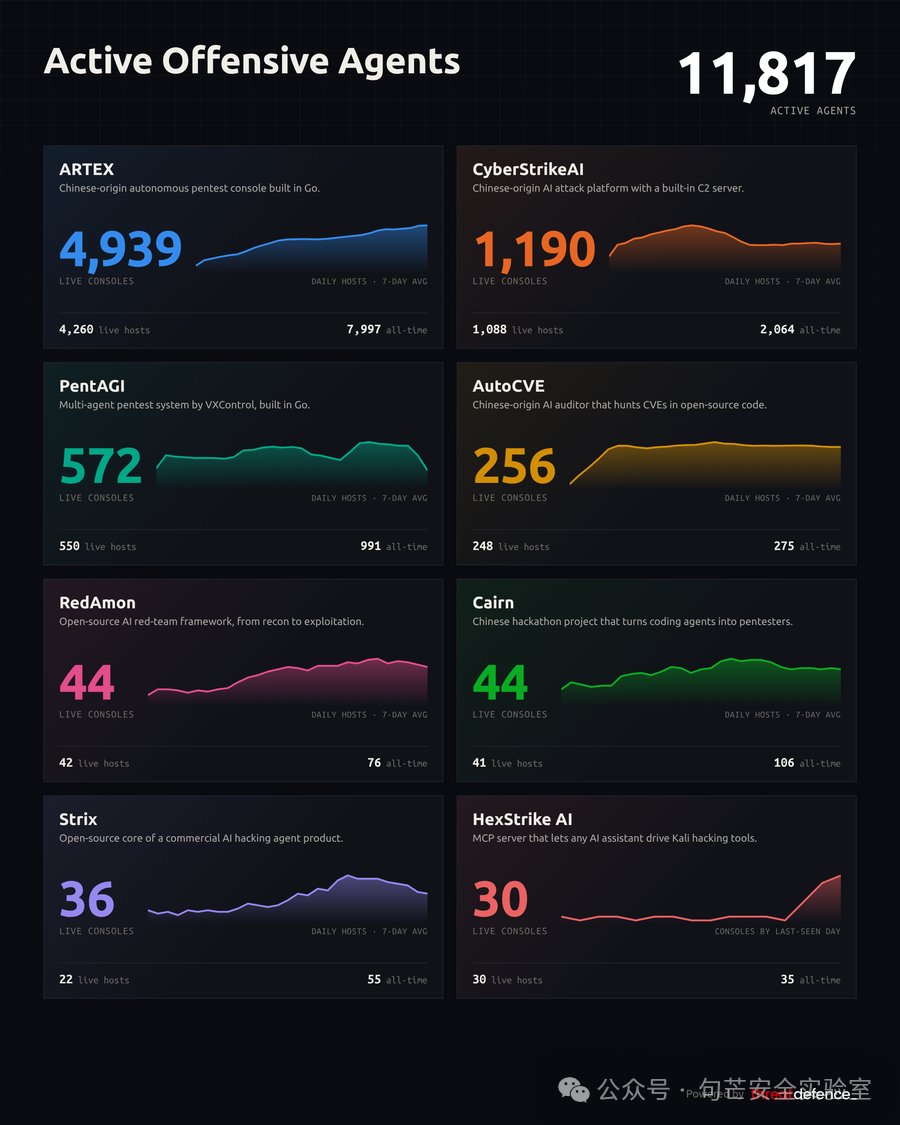 Active Offensive Agents
11,817
ACTIVE AGENTS
ARTEX
Chinese-origin autonomous pentest console built in Go.
4,939
LIVE CONSOLES
DAILY HOSTS · 7-DAY AVG
4,260 live hosts
7,997 all-time
CyberStrikeAI
Chinese-origin AI attack platform with a built-in C2 server.
1,190
LIVE CONSOLES
DAILY HOSTS · 7-DAY AVG
1,088 live hosts
2,064 all-time
PentAGI
Multi-agent pentest system by VXControl, built in Go.
572
LIVE CONSOLES
DAILY HOSTS · 7-DAY AVG
550 live hosts
991 all-time
AutoCVE
Chinese-origin AI auditor that hunts CVEs in open-source code.
256
LIVE CONSOLES
DAILY HOSTS · 7-DAY AVG
248 live hosts
275 all-time
RedAmon
Open-source AI red-team framework, from recon to exploitation.
44
LIVE CONSOLES
DAILY HOSTS · 7-DAY AVG
42 live hosts
76 all-time
Cairn
Chinese hackathon project that turns coding agents into pentesters.
44
LIVE CONSOLES
DAILY HOSTS · 7-DAY AVG
41 live hosts
106 all-time
Strix
Open-source core of a commercial AI hacking agent product.
36
LIVE CONSOLES
DAILY HOSTS · 7-DAY AVG
22 live hosts
55 all-time
HexStrike AI
MCP server that lets any AI assistant drive Kali hacking tools.
30
LIVE CONSOLES
CONSOLES BY LAST-SEEN DAY
30 live hosts
35 all-time
公众号 · 句芒安全实验室
Powered by threatdefence_